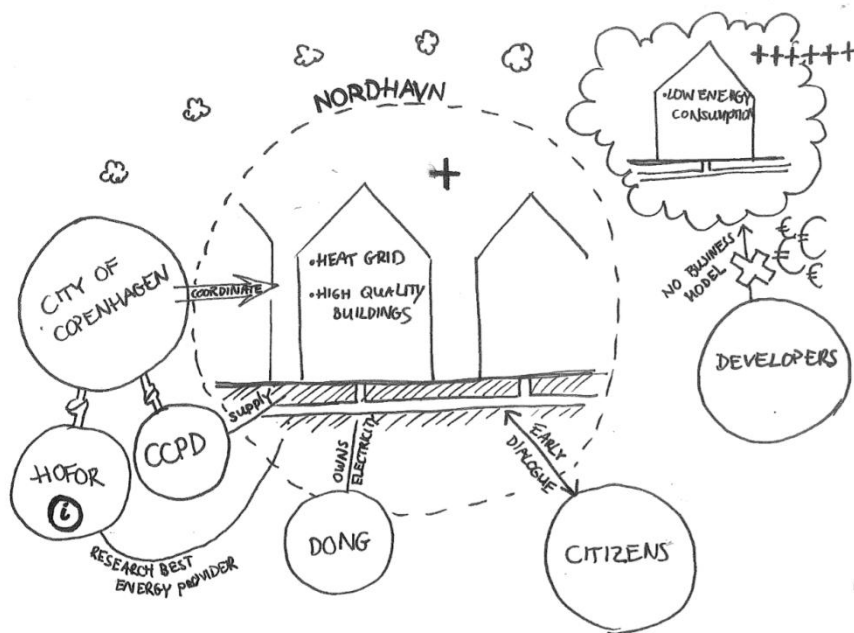 NORDHAVN
+
++++++
• LOW ENERGY
CONSUMPTION
• HEAT GRID
• HIGH QUALITY
BUILDINGS
CITY OF
COPENHAGEN
COORDINATE
NO BUSINESS
MODEL
€ € € €
DEVELOPERS
SUPPLY
CCPD
HOFOR
i
RESEARCH BEST
ENERGY PROVIDER
OWNS
ELECTRICITY
DONG
EARLY
DIALOGUE
CITIZENS